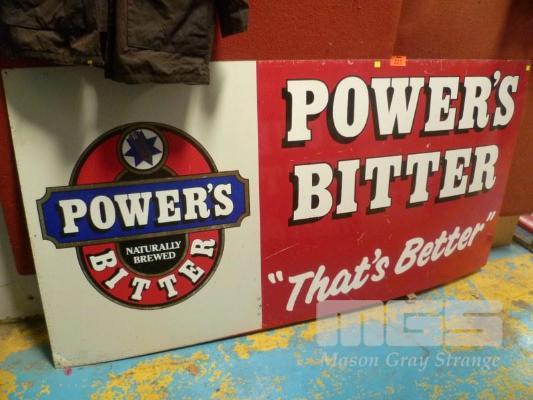 POWER'S
NATURALLY
BREWED
BITTER
POWER'S
BITTER
"That's Better"
MGS
Mason Gray Strange